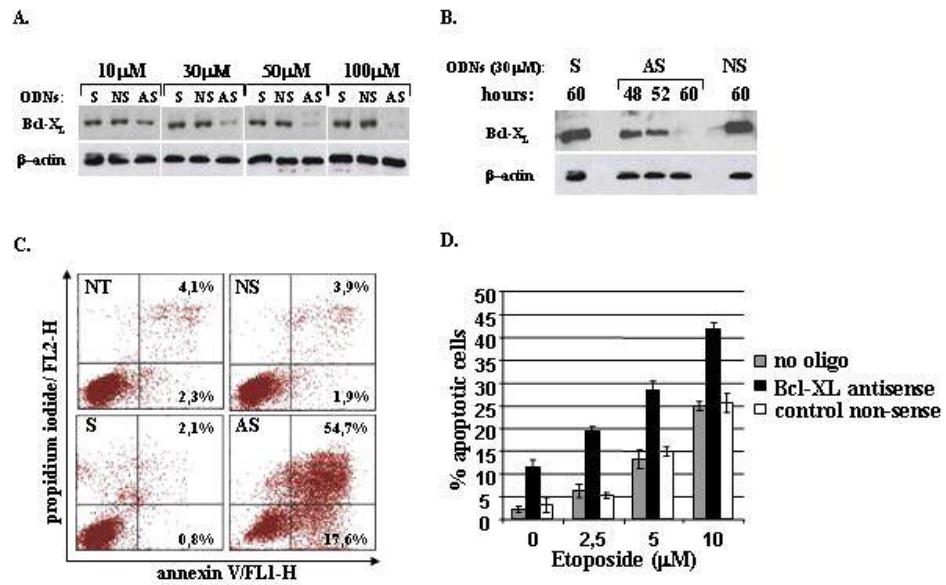 A.
10μM 30μM 50μM 100μM
ODNs: S NS AS S NS AS S NS AS S NS AS
Bcl-XL
β-actin
B.
ODNs (30μM): S AS NS
hours: 60 48 52 60 60
Bcl-XL
β-actin
C.
propidium iodide/ FL2-H
NT 4,1%
2,3%
NS 3,9%
1,9%
S 2,1%
0,8%
AS 54,7%
17,6%
annexin V/FL1-H
D.
% apoptotic cells
50
45
40
35
30
25
20
15
10
5
0
0 2,5 5 10
Etoposide (μM)
no oligo
Bcl-XL antisense
control non-sense